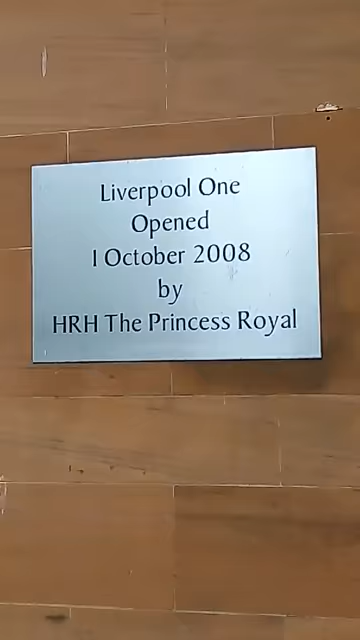 Liverpool One
Opened
1 October 2008
by
HRH The Princess Royal